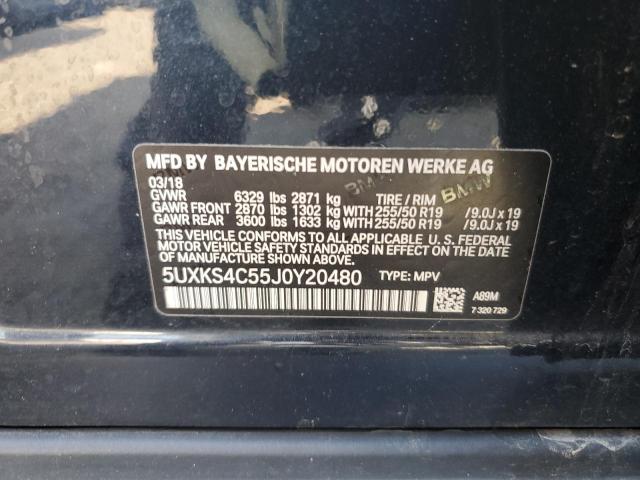 MFD BY BAYERISCHE MOTOREN WERKE AG
03/18
GVWR 6329 lbs 2871 kg TIRE / RIM
GAWR FRONT 2870 lbs 1302 kg WITH 255/50 R19 / 9.0J x 19
GAWR REAR 3600 lbs 1633 kg WITH 255/50 R19 / 9.0J x 19
THIS VEHICLE CONFORMS TO ALL APPLICABLE U. S. FEDERAL
MOTOR VEHICLE SAFETY STANDARDS IN EFFECT ON THE DATE
OF MANUFACTURE SHOWN ABOVE.
5UXKS4C55J0Y20480 TYPE: MPV
A89M
7 320 729
BMW
BMW